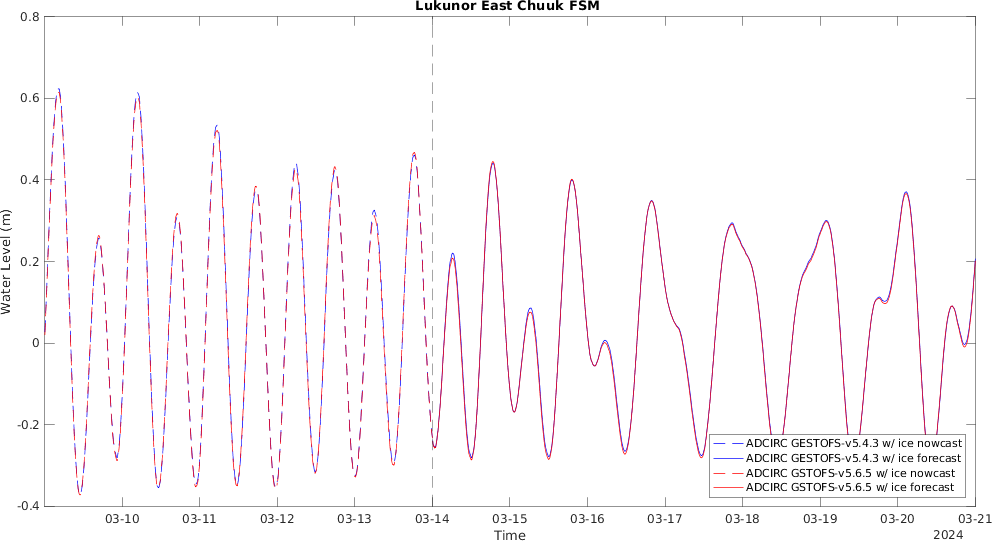 Lukunor East Chuuk FSM
0.8
0.6
0.4
0.2
0
-0.2
-0.4
Water Level (m)
ADCIRC GESTOFS-v5.4.3 w/ ice nowcast
ADCIRC GESTOFS-v5.4.3 w/ ice forecast
ADCIRC GSTOFS-v5.6.5 w/ ice nowcast
ADCIRC GSTOFS-v5.6.5 w/ ice forecast
03-10 03-11 03-12 03-13 03-14 03-15 03-16 03-17 03-18 03-19 03-20 03-21
Time
2024